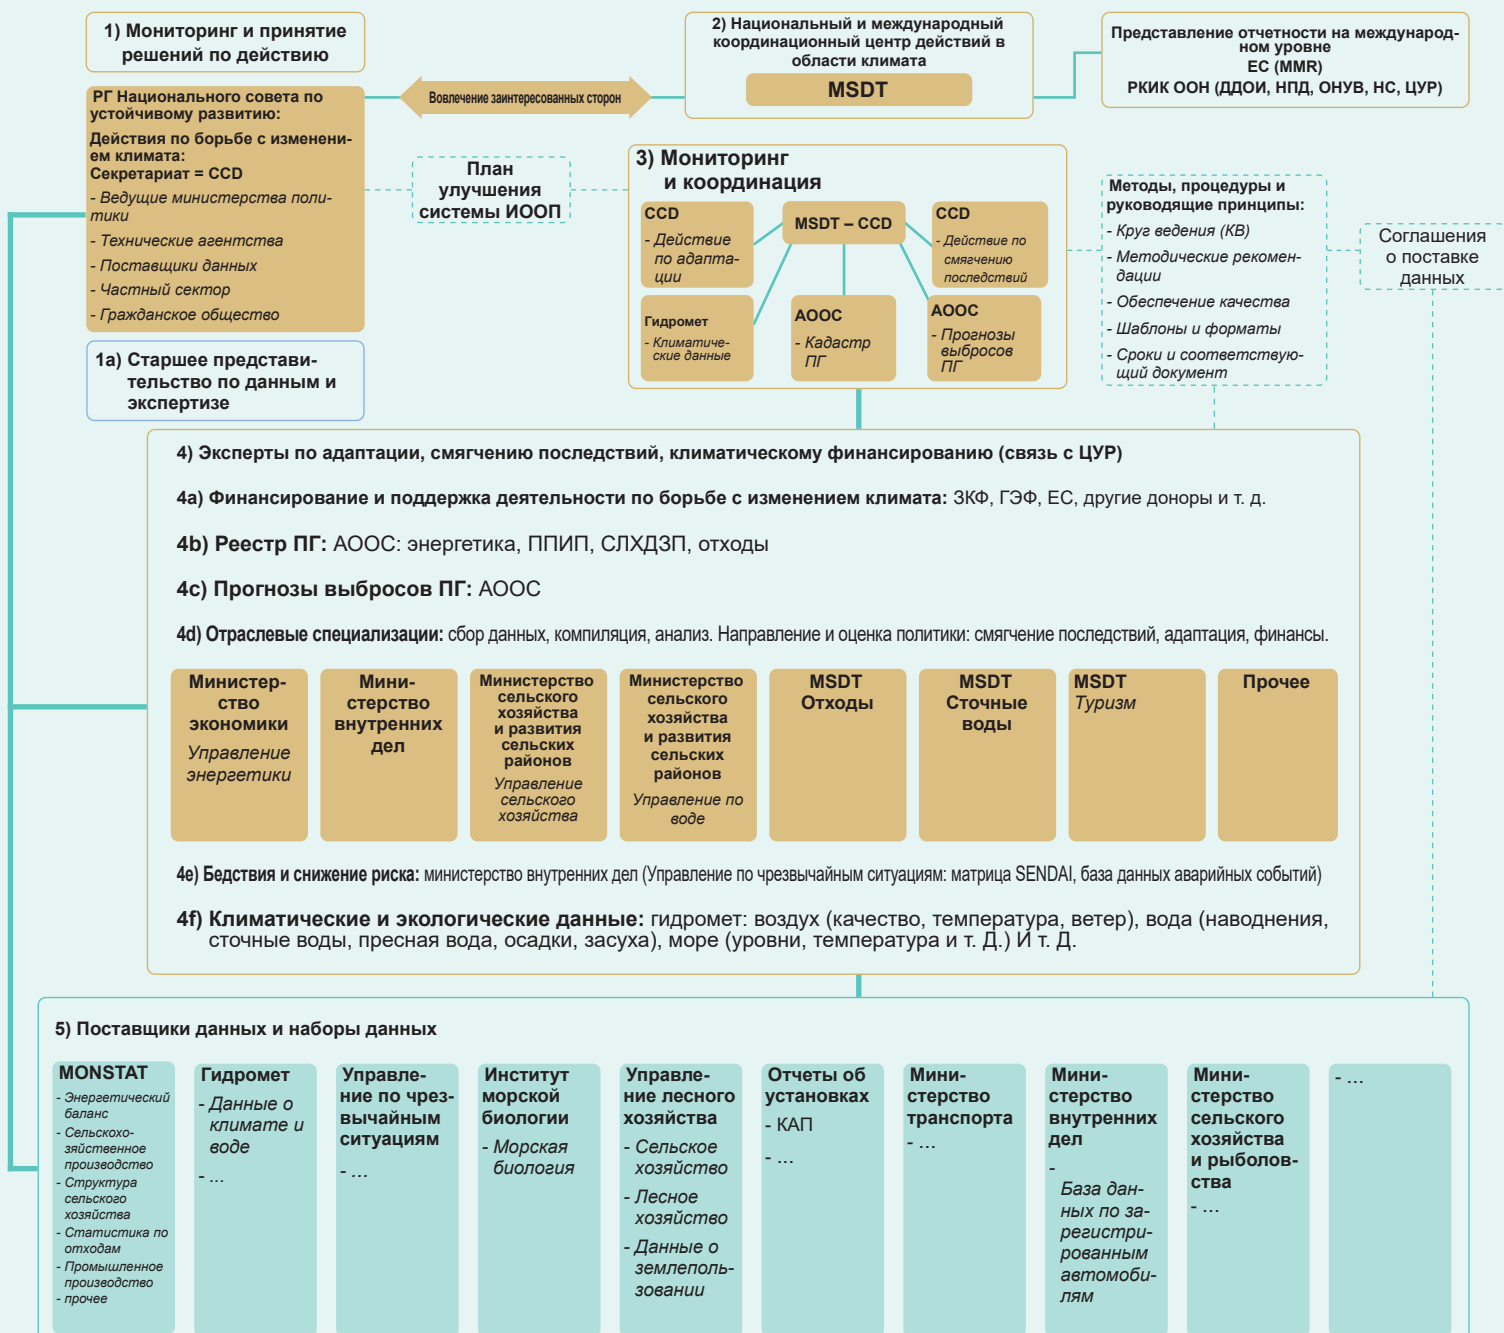 1) Мониторинг и принятие
решений по действию
РГ Национального совета по
устойчивому развитию:
Действия по борьбе с изменени-
ем климата:
Секретариат = CCD
- Ведущие министерства поли-
тики
- Технические агентства
- Поставщики данных
- Частный сектор
- Гражданское общество
1a) Старшее представи-
тельство по данным и
экспертизе
Вовлечение заинтересованных сторон
2) Национальный и международный
координационный центр действий в
области климата
MSDT
Представление отчетности на международ-
ном уровне
ЕС (MMR)
РКИК ООН (ДДОИ, НПД, ОНУВ, НС, ЦУР)
План
улучшения
системы ИООП
3) Мониторинг
и координация
CCD
- Действие
по адапта-
ции
MSDT – CCD
CCD
- Действие по
смягчению
последствий
Гидромет
- Климатиче-
ские данные
АООС
- Кадастр
ПГ
АООС
- Прогнозы
выбросов
ПГ
Методы, процедуры и
руководящие принципы:
- Круг ведения (КВ)
- Методические рекомен-
дации
- Обеспечение качества
- Шаблоны и форматы
- Сроки и соответствую-
щий документ
Соглашения
о поставке
данных
4) Эксперты по адаптации, смягчению последствий, климатическому финансированию (связь с ЦУР)
4a) Финансирование и поддержка деятельности по борьбе с изменением климата: ЗКФ, ГЭФ, ЕС, другие доноры и т. д.
4b) Реестр ПГ: АООС: энергетика, ППИП, СЛХДЗП, отходы
4c) Прогнозы выбросов ПГ: АООС
4d) Отраслевые специализации: сбор данных, компиляция, анализ. Направление и оценка политики: смягчение последствий, адаптация, финансы.
Министер-
ство
экономики
Управление
энергетики
Мини-
стерство
внутренних
дел
Министерство
сельского
хозяйства
и развития
сельских
районов
Управление
сельского
хозяйства
Министерство
сельского
хозяйства
и развития
сельских
районов
Управление по
воде
MSDT
Отходы
MSDT
Сточные
воды
MSDT
Туризм
Прочее
4e) Бедствия и снижение риска: министерство внутренних дел (Управление по чрезвычайным ситуациям: матрица SENDAI, база данных аварийных событий)
4f) Климатические и экологические данные: гидромет: воздух (качество, температура, ветер), вода (наводнения,
сточные воды, пресная вода, осадки, засуха), море (уровни, температура и т. Д.) И т. Д.
5) Поставщики данных и наборы данных
MONSTAT
- Энергетический
баланс
- Сельскохо-
зяйственное
производство
- Структура
сельского
хозяйства
- Статистика по
отходам
- Промышленное
производство
- прочее
Гидромет
- Данные о
климате и
воде
- ...
Управле-
ние по чрез-
вычайным
ситуациям
- ...
Институт
морской
биологии
- Морская
биология
Управле-
ние лесного
хозяйства
- Сельское
хозяйство
- Лесное
хозяйство
- Данные о
землеполь-
зовании
Отчеты об
установках
- КАП
- ...
Мини-
стерство
транспорта
- ...
Мини-
стерство
внутренних
дел
-
База дан-
ных по за-
регистри-
рованным
автомоби-
лям
Мини-
стерство
сельского
хозяйства
и рыболов-
ства
- ...
- ...